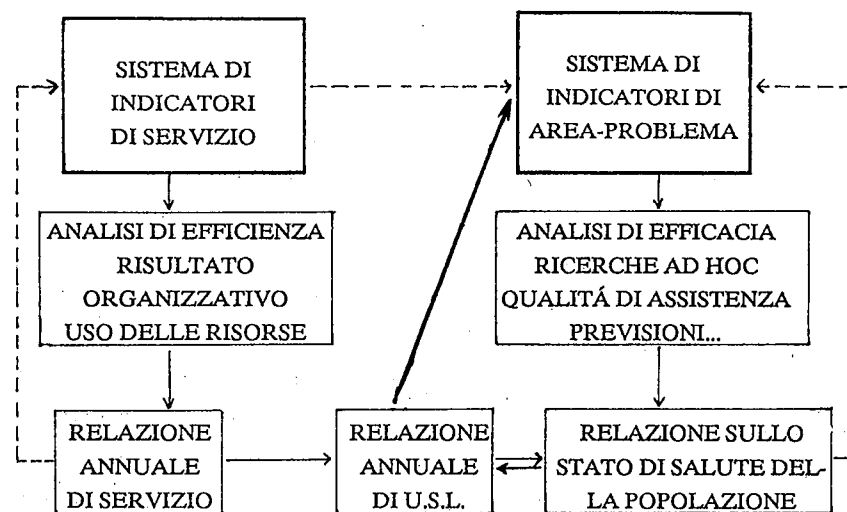 SISTEMA DI
INDICATORI
DI SERVIZIO
SISTEMA DI
INDICATORI DI
AREA-PROBLEMA
ANALISI DI EFFICIENZA
RISULTATO
ORGANIZZATIVO
USO DELLE RISORSE
ANALISI DI EFFICACIA
RICERCHE AD HOC
QUALITÁ DI ASSISTENZA
PREVISIONI...
RELAZIONE
ANNUALE
DI SERVIZIO
RELAZIONE
ANNUALE
DI U.S.L.
RELAZIONE SULLO
STATO DI SALUTE DEL-
LA POPOLAZIONE